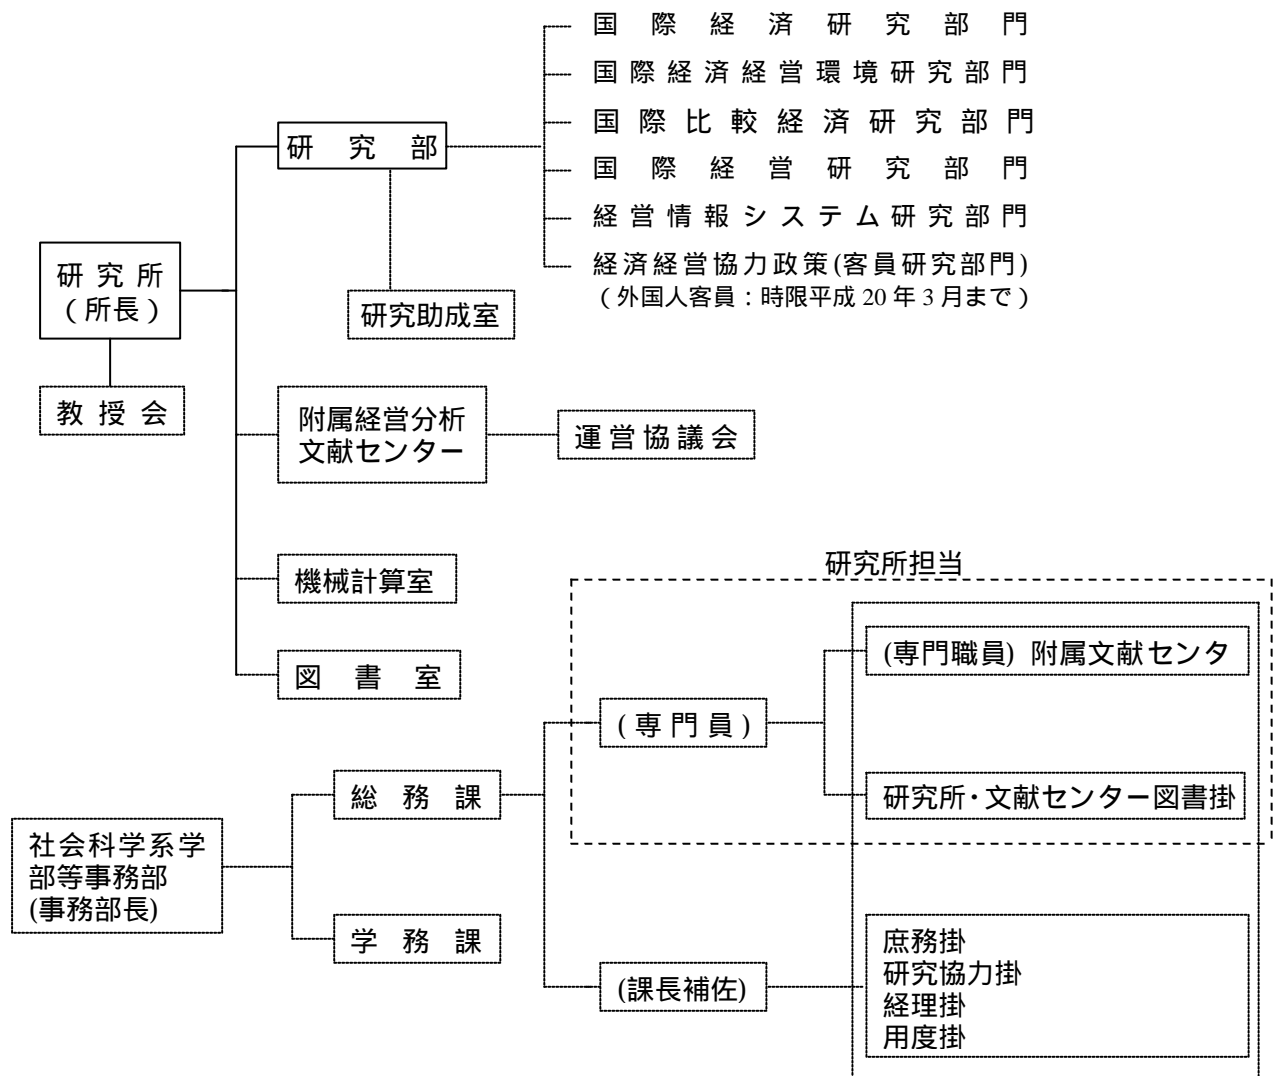 国際経済研究部門
国際経済経営環境研究部門
国際比較経済研究部門
国際経営研究部門
経営情報システム研究部門
経済経営協力政策(客員研究部門)
(外国人客員:時限平成 20 年 3 月まで)
研究部
研究助成室
研究所
(所長)
教授会
附属経営分析
文献センター
運営協議会
機械計算室
図書室
研究所担当
(専門職員) 附属文献センタ
(専門員)
研究所・文献センター図書掛
総務課
社会科学系学
部等事務部
(事務部長)
学務課
(課長補佐)
庶務掛
研究協力掛
経理掛
用度掛